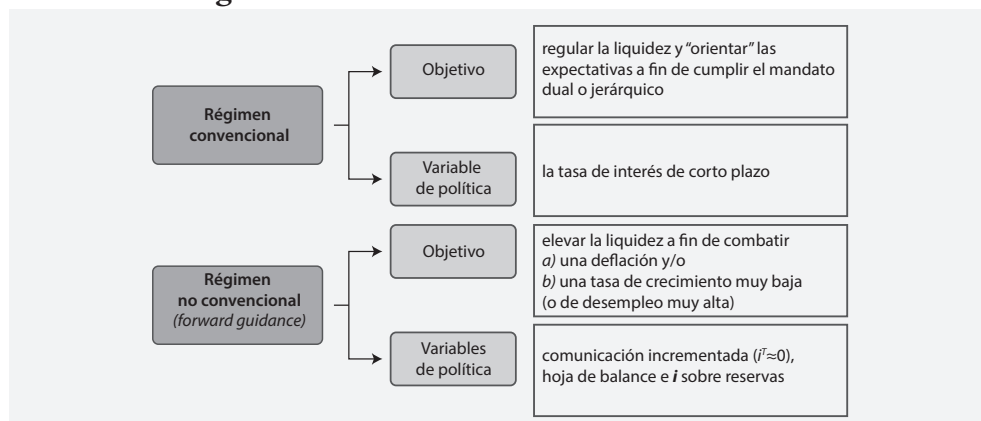 Régimen
convencional
Objetivo
regular la liquidez y “orientar” las
expectativas a fin de cumplir el mandato
dual o jerárquico
Variable
de política
la tasa de interés de corto plazo
Régimen
no convencional
(forward guidance)
Objetivo
elevar la liquidez a fin de combatir
a) una deflación y/o
b) una tasa de crecimiento muy baja
(o de desempleo muy alta)
Variables
de política
comunicación incrementada (iᵀ≈0),
hoja de balance e i sobre reservas